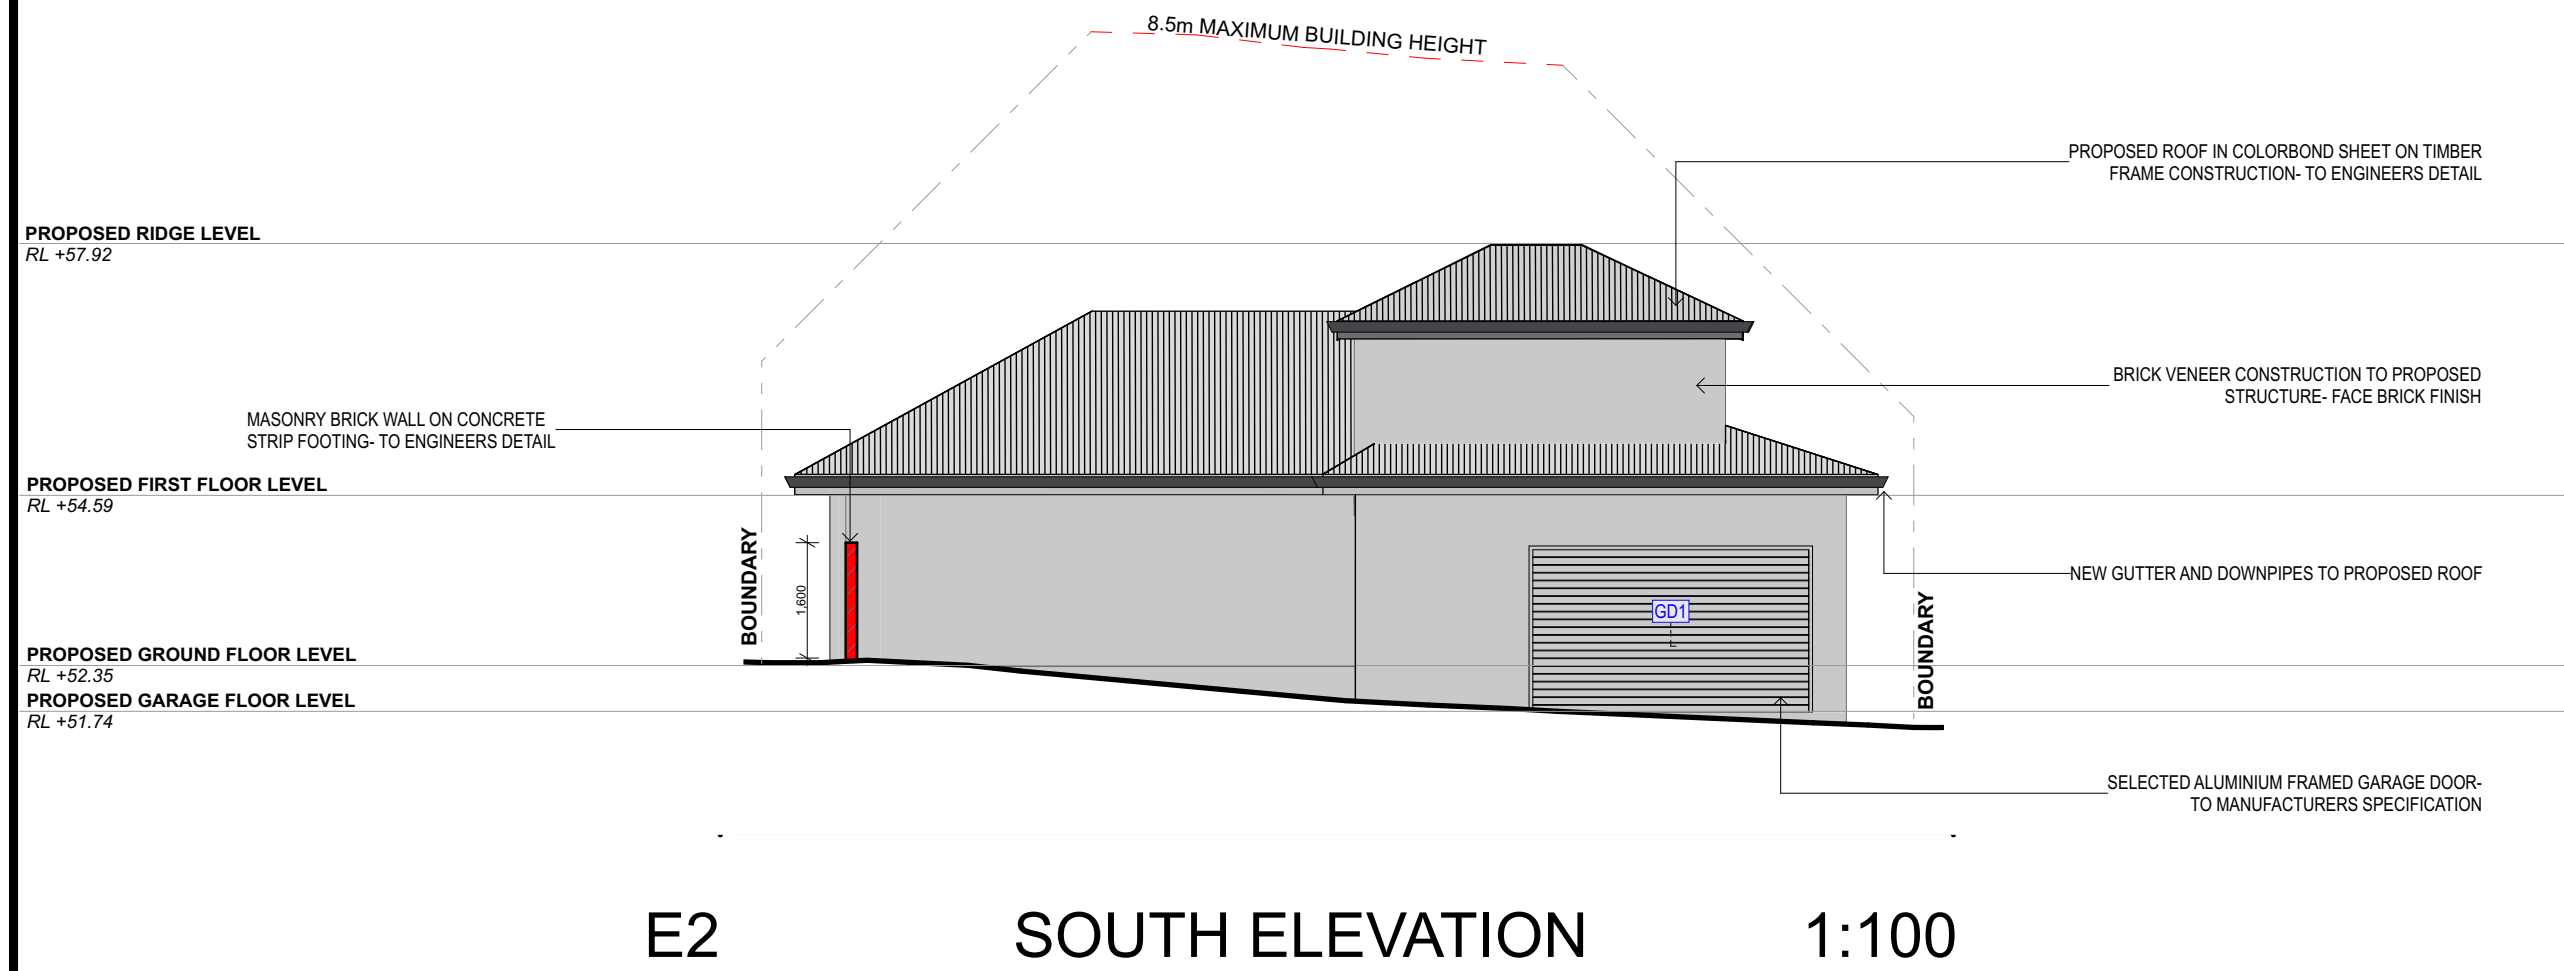 8.5m MAXIMUM BUILDING HEIGHT
PROPOSED ROOF IN COLORBOND SHEET ON TIMBER
FRAME CONSTRUCTION- TO ENGINEERS DETAIL
PROPOSED RIDGE LEVEL
RL +57.92
BRICK VENEER CONSTRUCTION TO PROPOSED
STRUCTURE- FACE BRICK FINISH
MASONRY BRICK WALL ON CONCRETE
STRIP FOOTING- TO ENGINEERS DETAIL
PROPOSED FIRST FLOOR LEVEL
RL +54.59
BOUNDARY
1,600
NEW GUTTER AND DOWNPIPES TO PROPOSED ROOF
GD1
BOUNDARY
PROPOSED GROUND FLOOR LEVEL
RL +52.35
PROPOSED GARAGE FLOOR LEVEL
RL +51.74
SELECTED ALUMINIUM FRAMED GARAGE DOOR-
TO MANUFACTURERS SPECIFICATION
E2 SOUTH ELEVATION 1:100